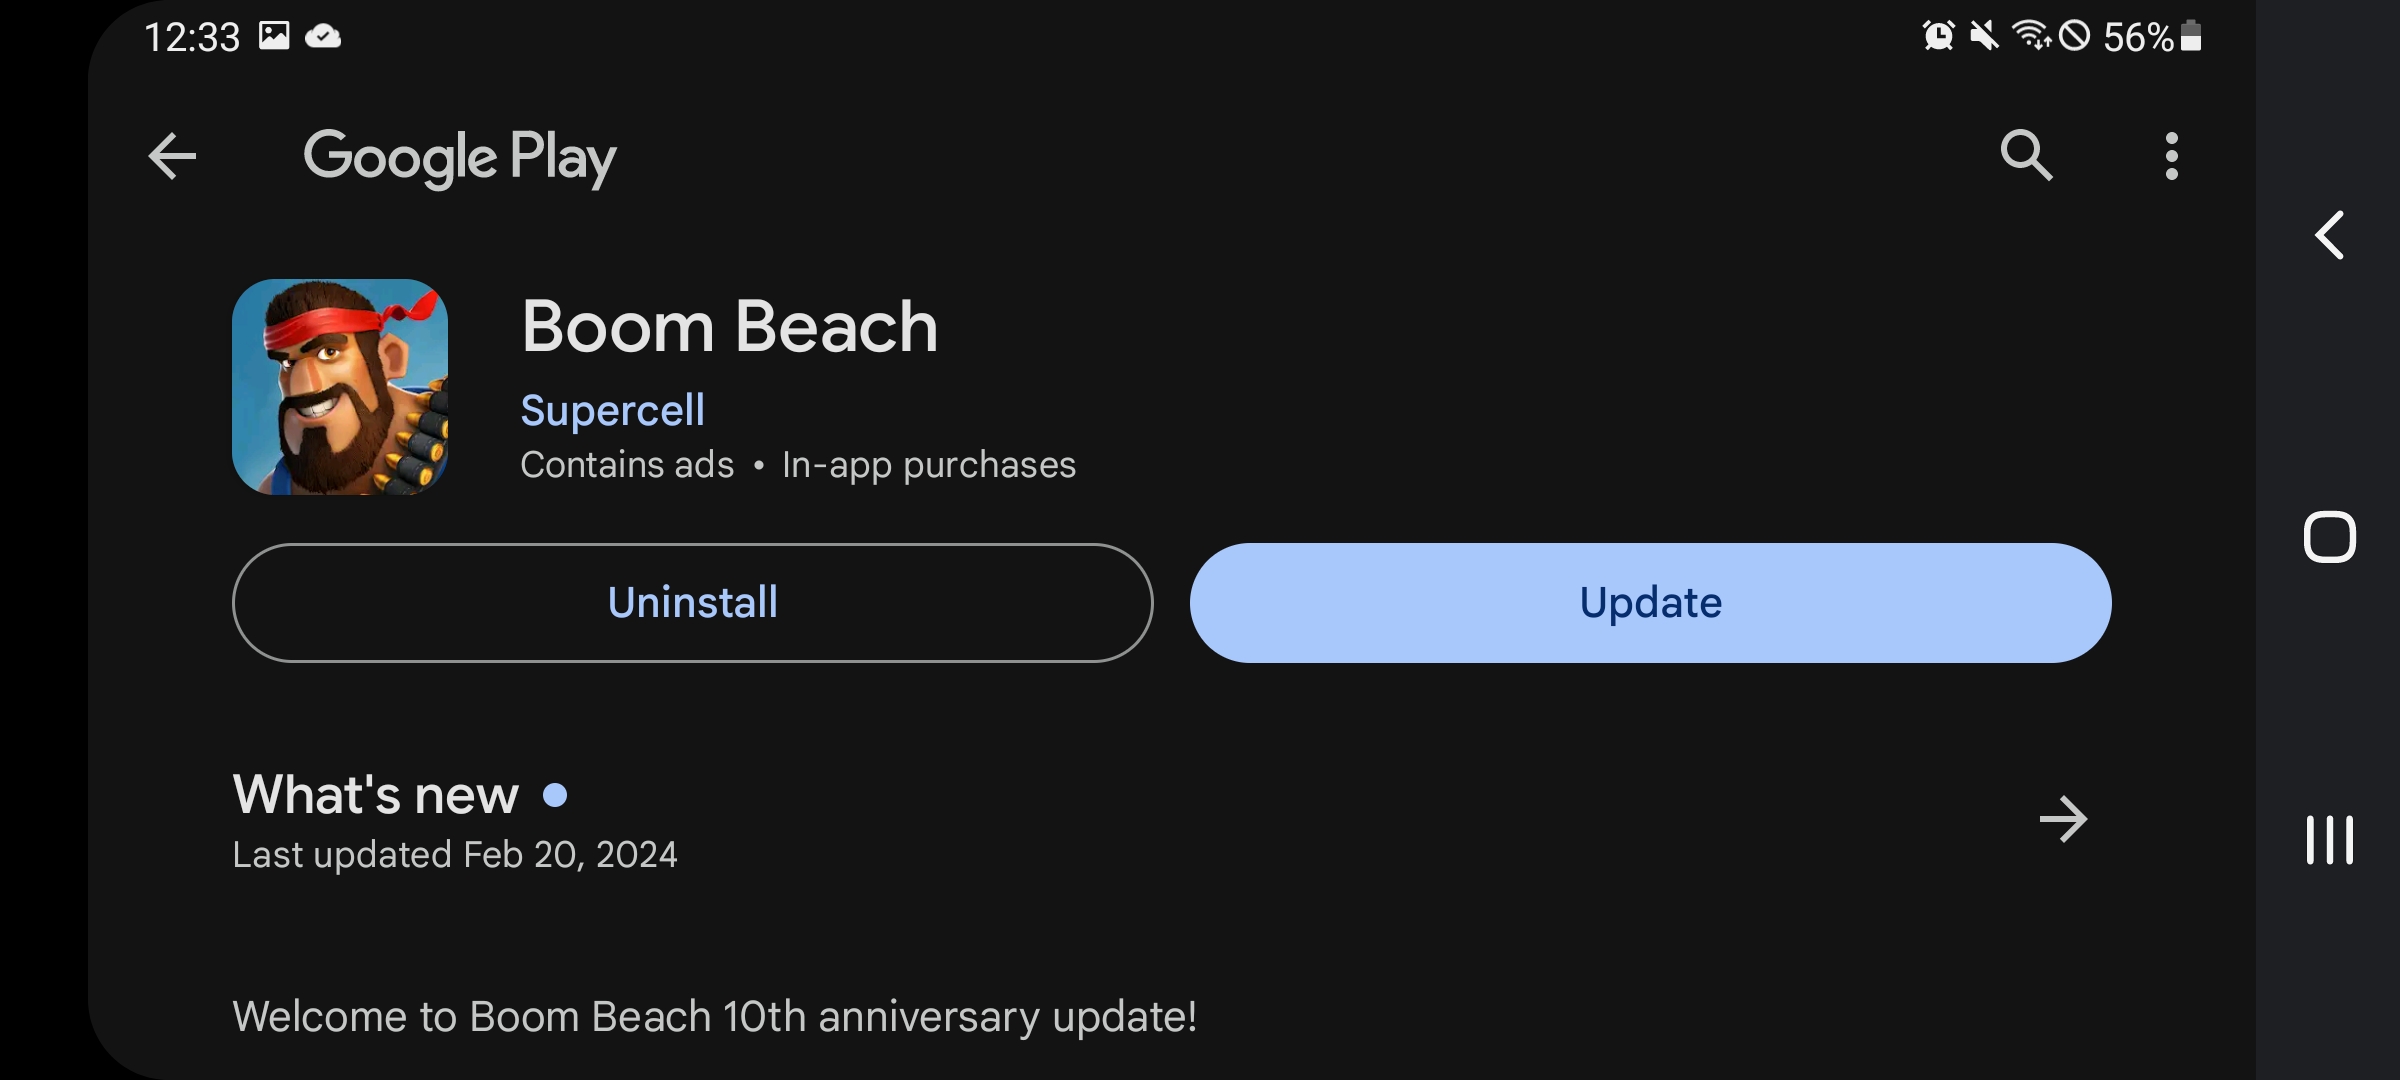 12:33
56%
Google Play
Boom Beach
Supercell
Contains ads • In-app purchases
Uninstall
Update
What's new
Last updated Feb 20, 2024
Welcome to Boom Beach 10th anniversary update!